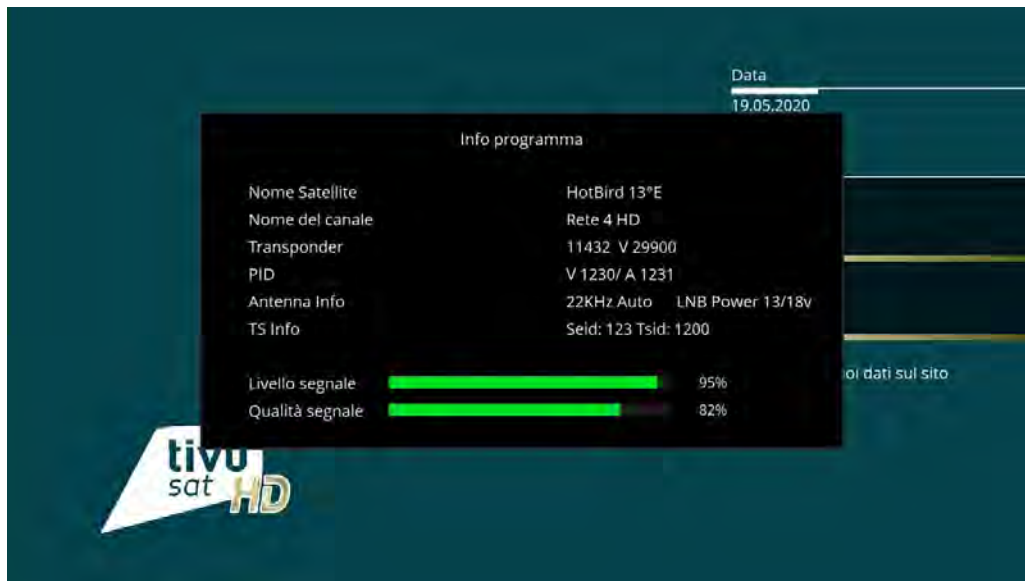 Data
19.05.2020
Info programma
Nome Satellite HotBird 13°E
Nome del canale Rete 4 HD
Transponder 11432 V 29900
PID V 1230/ A 1231
Antenna Info 22KHz Auto LNB Power 13/18v
TS Info Seid: 123 Tsid: 1200
Livello segnale 95%
Qualità segnale 82%
oi dati sul sito
tivu
sat HD